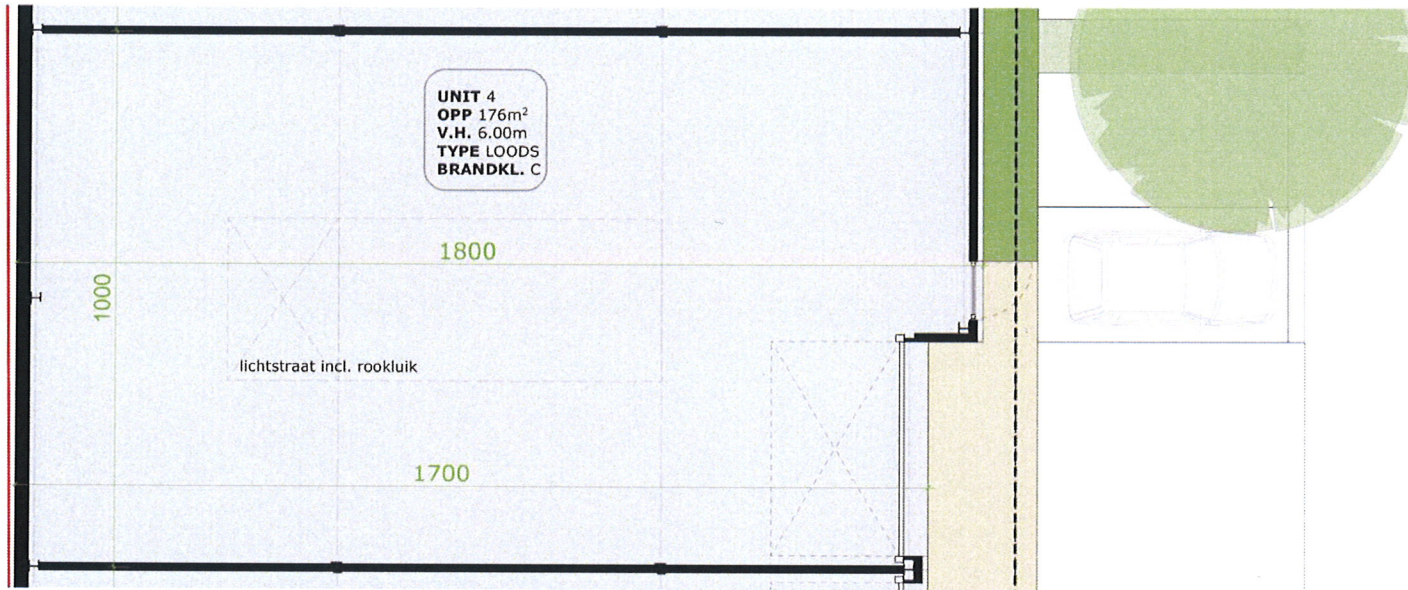 UNIT 4
OPP 176m²
V.H. 6.00m
TYPE LOODS
BRANDKL. C
1800
1000
lichtstraat incl. rookluik
1700